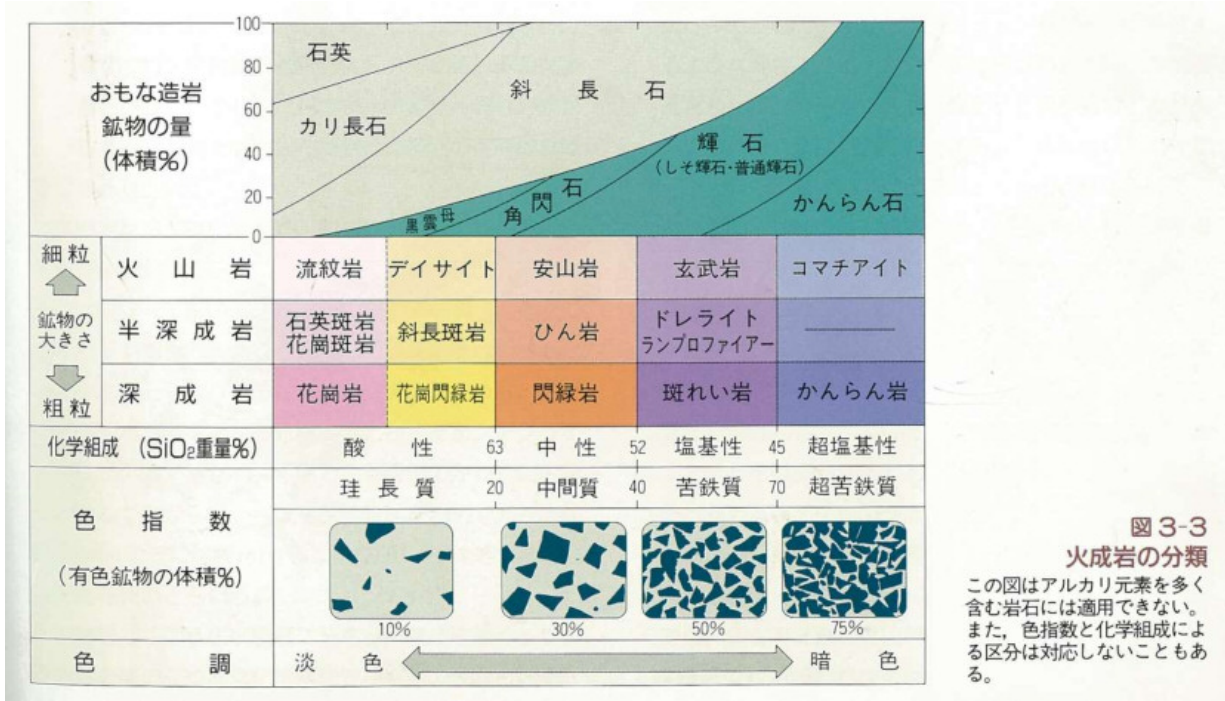 100
80
60
40
20
0
おもな造岩
鉱物の量
(体積%)
石英
カリ長石
斜長石
輝石
(しそ輝石・普通輝石)
角閃石
黒雲母
かんらん石
細粒
鉱物の
大きさ
粗粒
火山岩 流紋岩 デイサイト 安山岩 玄武岩 コマチアイト
半深成岩 石英斑岩 花崗斑岩 斜長斑岩 ひん岩 ドレライト ランプロファイアー
深成岩 花崗岩 花崗閃緑岩 閃緑岩 斑れい岩 かんらん岩
化学組成 (SiO₂重量%) 酸性 63 中性 52 塩基性 45 超塩基性
珪長質 20 中間質 40 苦鉄質 70 超苦鉄質
色指数
(有色鉱物の体積%)
10% 30% 50% 75%
色調 淡色 暗色
図3-3
火成岩の分類
この図はアルカリ元素を多く
含む岩石には適用できない。
また,色指数と化学組成によ
る区分は対応しないこともあ
る。